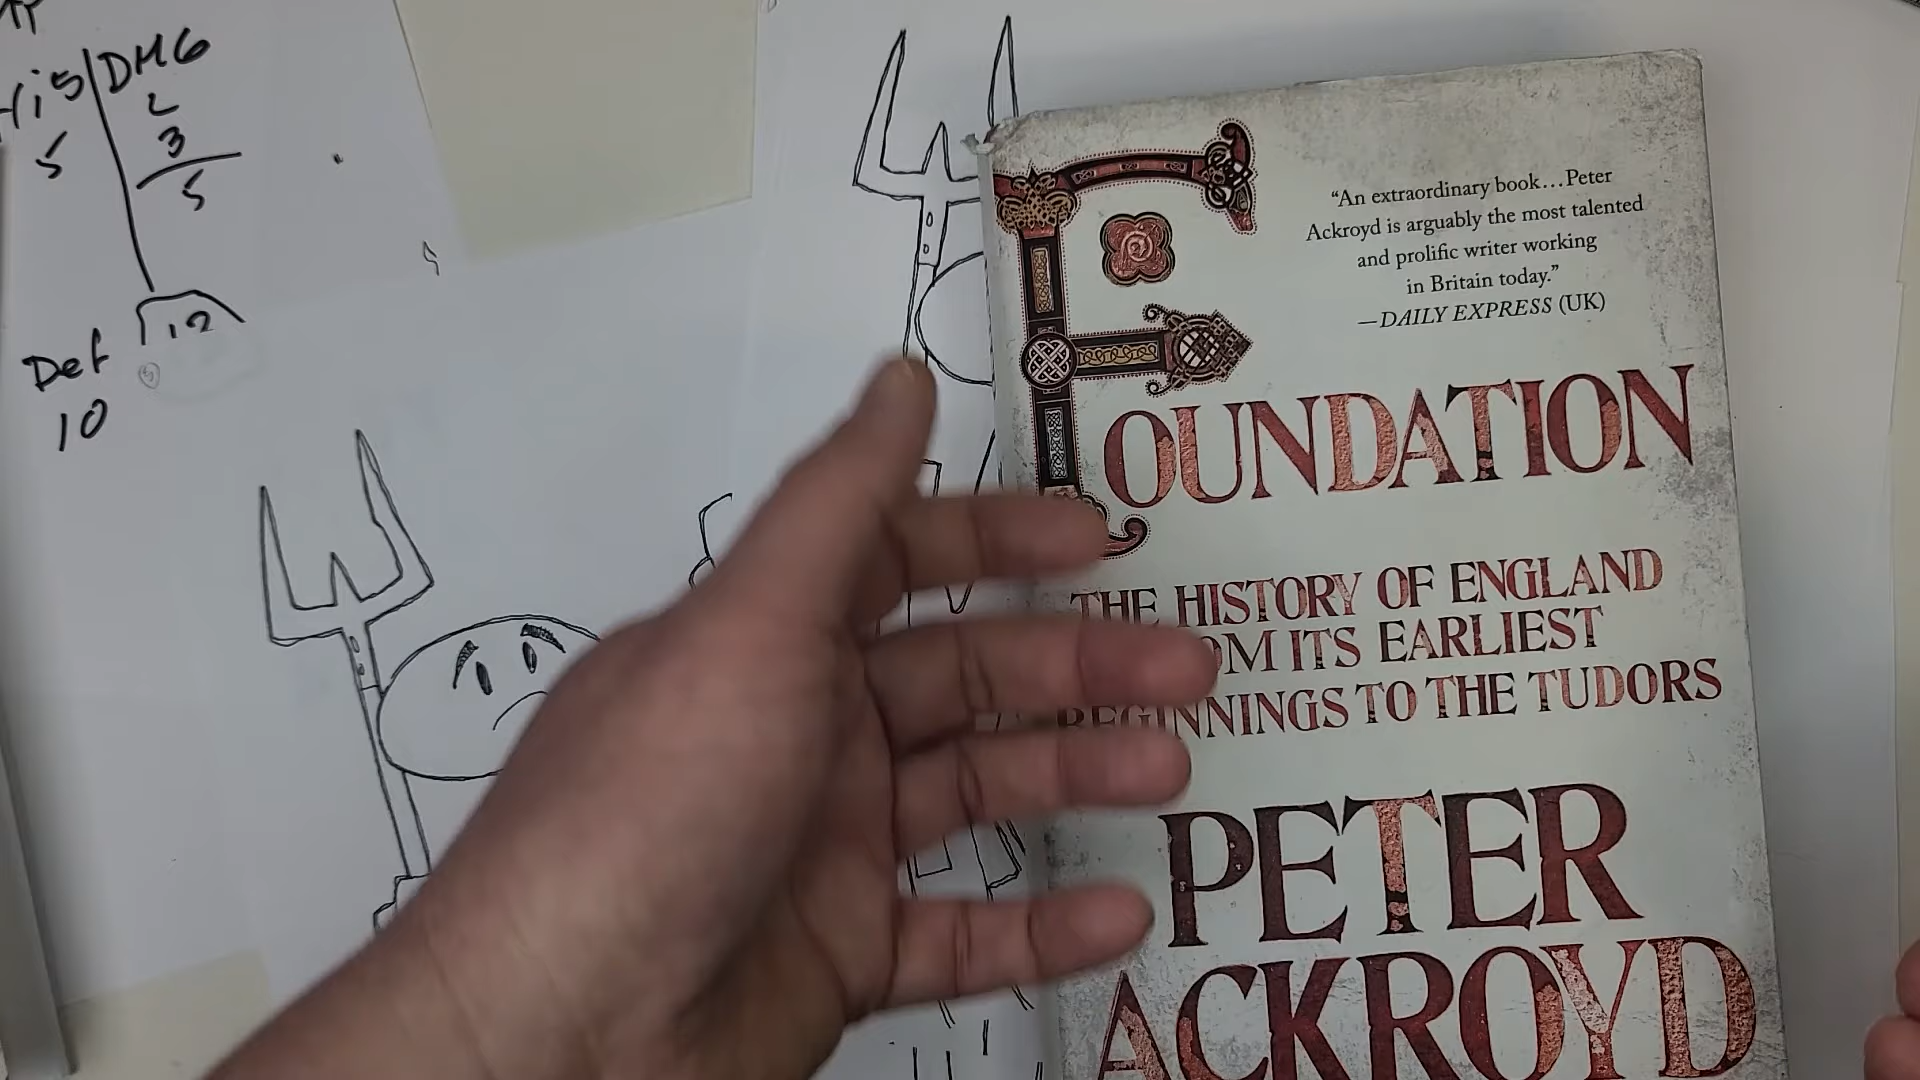 His DMG
5 2
3
5
12
Def
10
“An extraordinary book…Peter
Ackroyd is arguably the most talented
and prolific writer working
in Britain today.”
—DAILY EXPRESS (UK)
FOUNDATION
THE HISTORY OF ENGLAND
OM ITS EARLIEST
BEGINNINGS TO THE TUDORS
PETER
ACKROYD